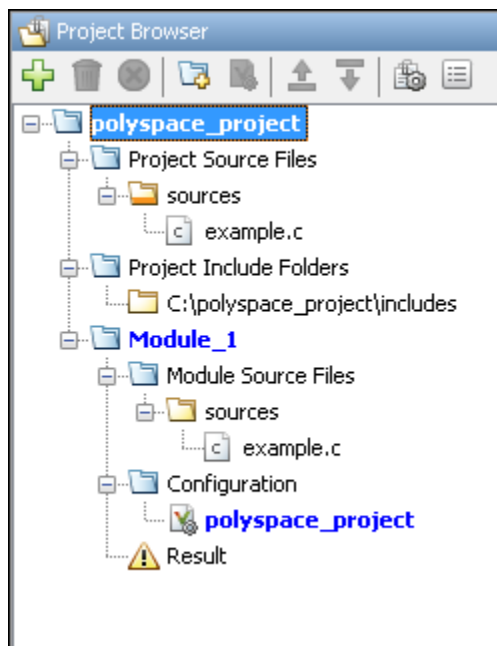 Project Browser
polyspace_project
Project Source Files
sources
c example.c
Project Include Folders
C:\polyspace_project\includes
Module_1
Module Source Files
sources
c example.c
Configuration
polyspace_project
Result